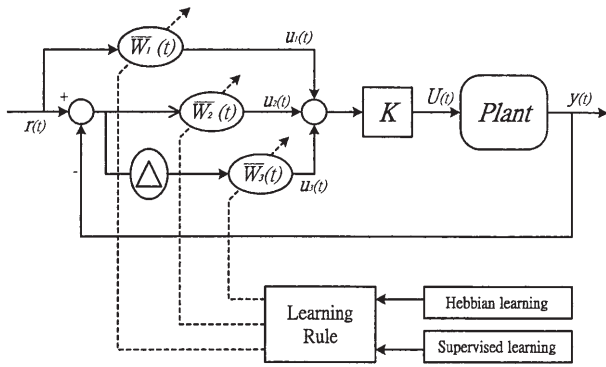 W̅₁(t)
u₁(t)
+
r(t)
W̅₂(t)
u₂(t)
K
U(t)
Plant
y(t)
-
△
W̅₃(t)
u₃(t)
Learning
Rule
Hebbian learning
Supervised learning